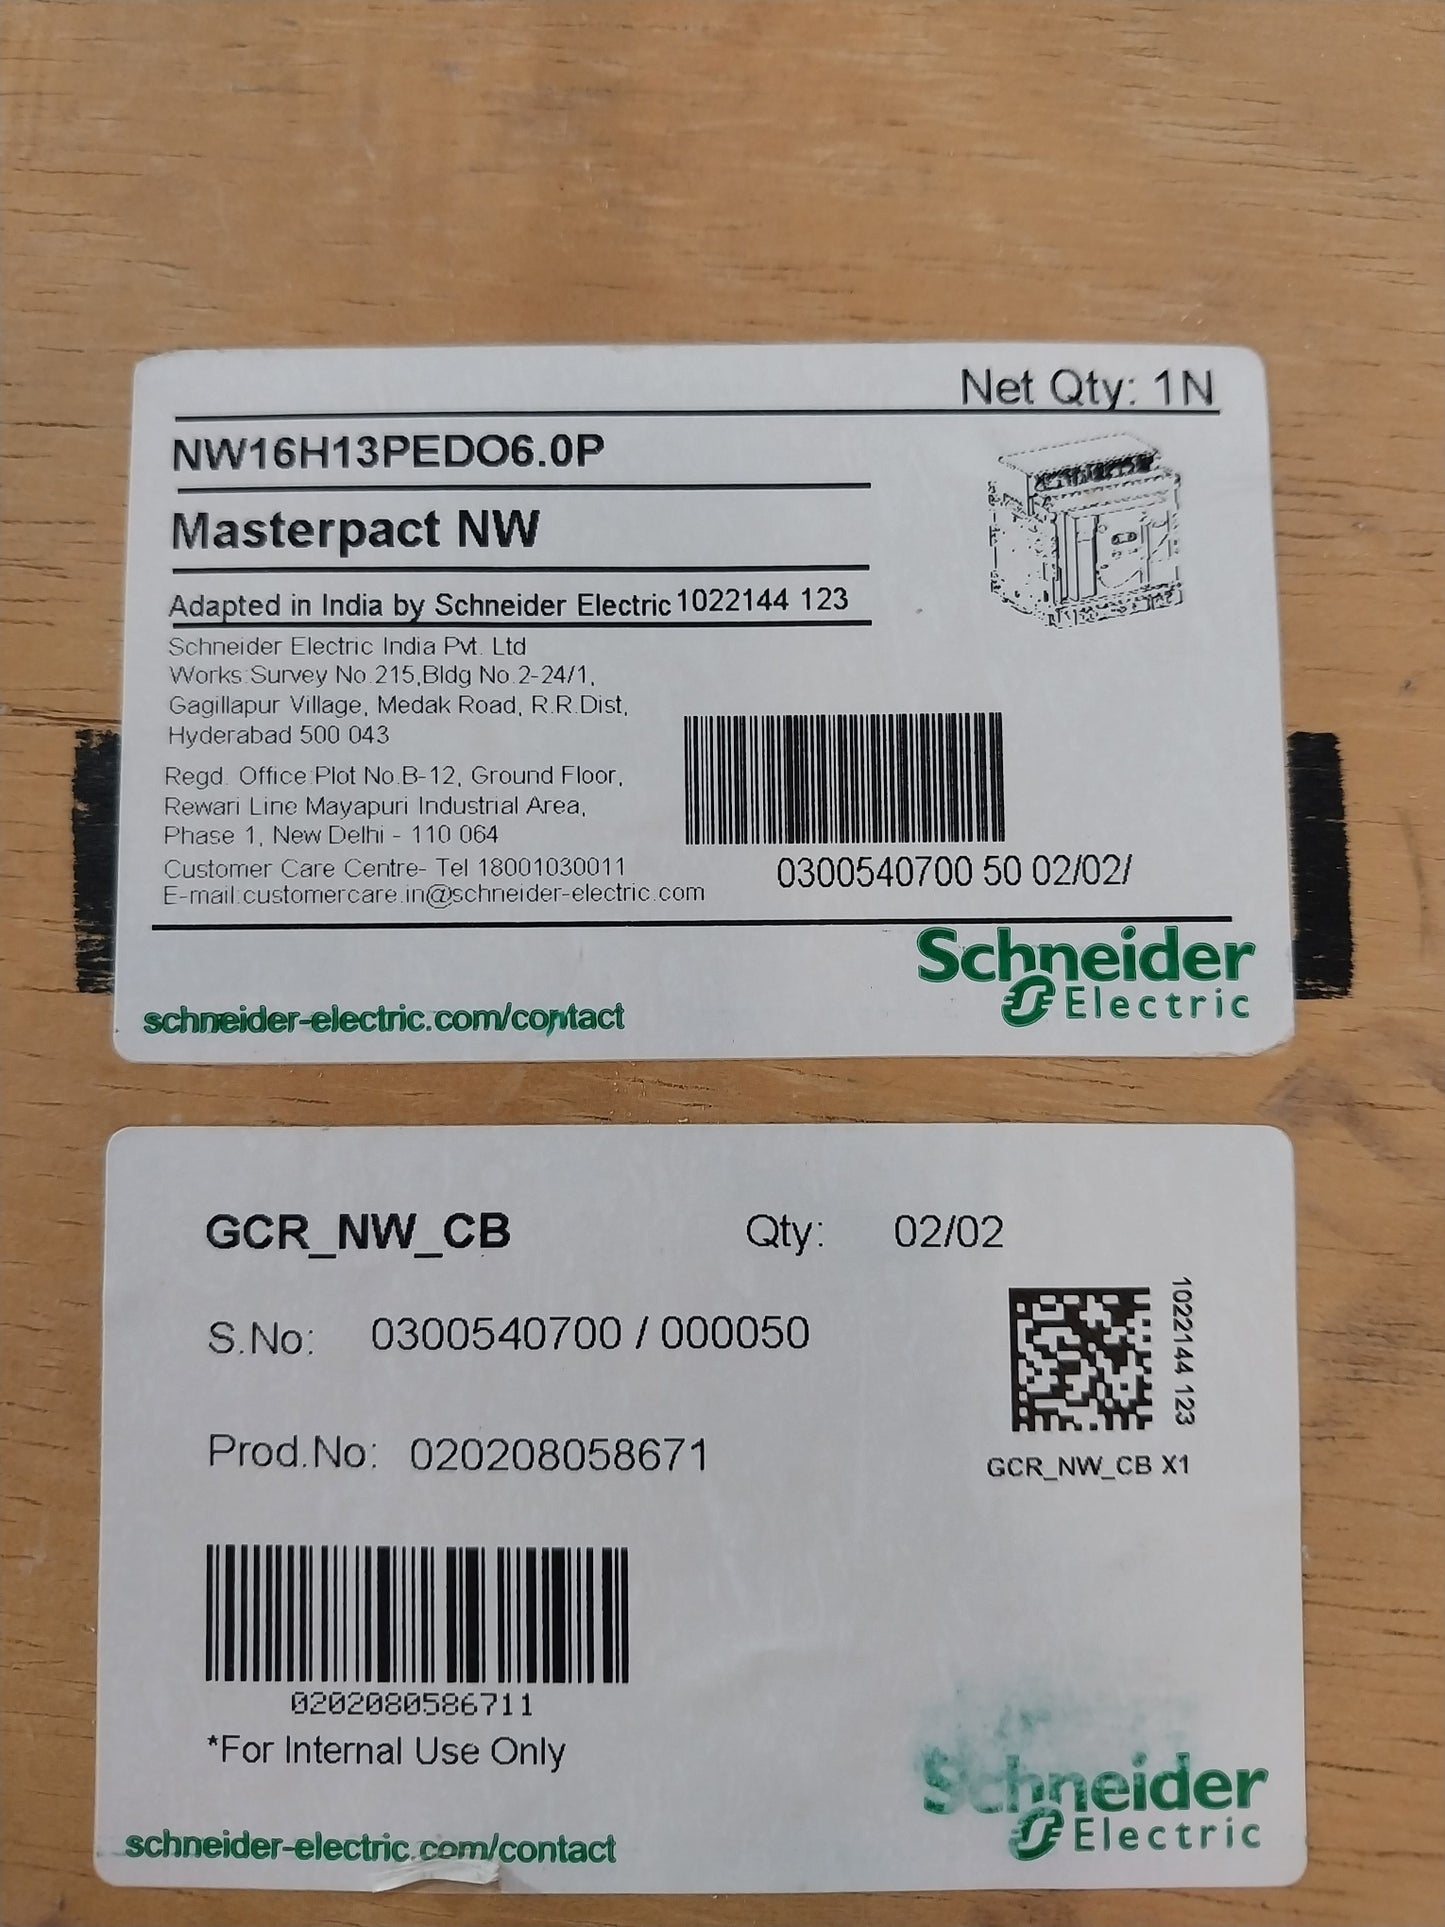 Net Qty: 1N
NW16H13PEDO6.0P
Masterpact NW
Adapted in India by Schneider Electric 1022144 123
Schneider Electric India Pvt. Ltd
Works:Survey No.215,Bldg No.2-24/1,
Gagillapur Village, Medak Road, R.R.Dist,
Hyderabad 500 043
Regd. Office:Plot No.B-12, Ground Floor,
Rewari Line Mayapuri Industrial Area,
Phase 1, New Delhi - 110 064
Customer Care Centre- Tel 18001030011
E-mail:customercare.in@schneider-electric.com
0300540700 50 02/02/
Schneider
Electric
schneider-electric.com/contact
GCR_NW_CB Qty: 02/02
S.No: 0300540700 / 000050
1022144 123
Prod.No: 020208058671
GCR_NW_CB X1
0202080586711
*For Internal Use Only
Schneider
Electric
schneider-electric.com/contact